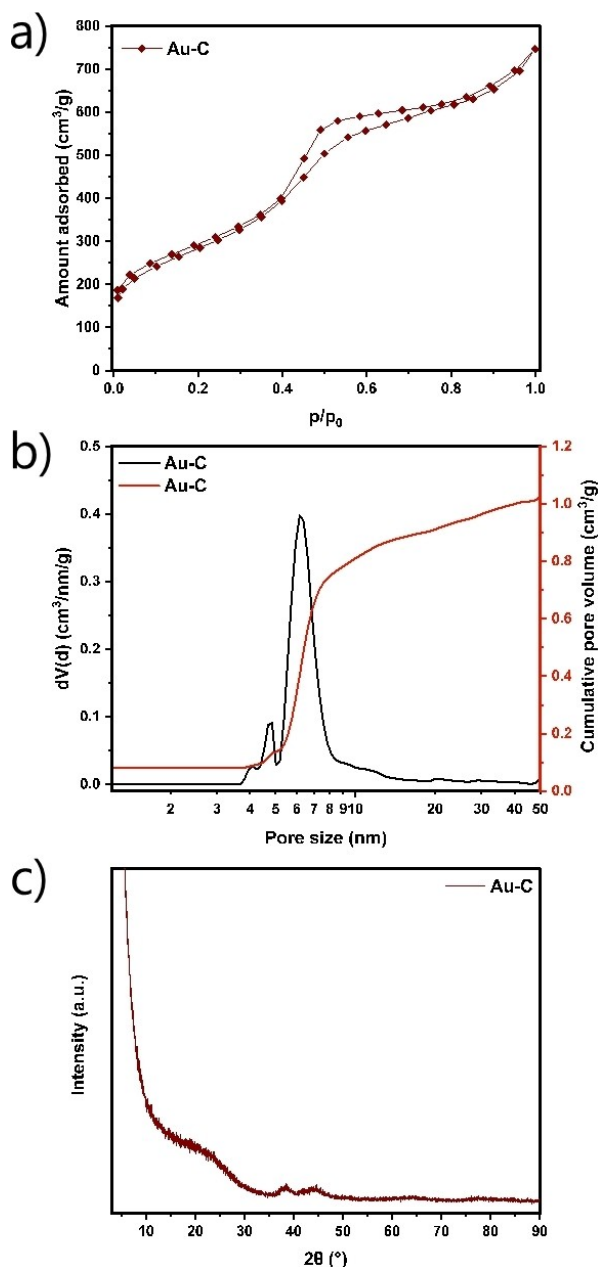 a)
Au-C
Amount adsorbed (cm³/g)
800
700
600
500
400
300
200
100
0
0.0 0.2 0.4 0.6 0.8 1.0
p/p₀
b)
Au-C
Au-C
dV(d) (cm³/nm/g)
0.5
0.4
0.3
0.2
0.1
0.0
Cumulative pore volume (cm³/g)
1.2
1.0
0.8
0.6
0.4
0.2
0.0
2 3 4 5 6 7 8 9 10 20 30 40 50
Pore size (nm)
c)
Au-C
Intensity (a.u.)
10 20 30 40 50 60 70 80 90
2θ (°)